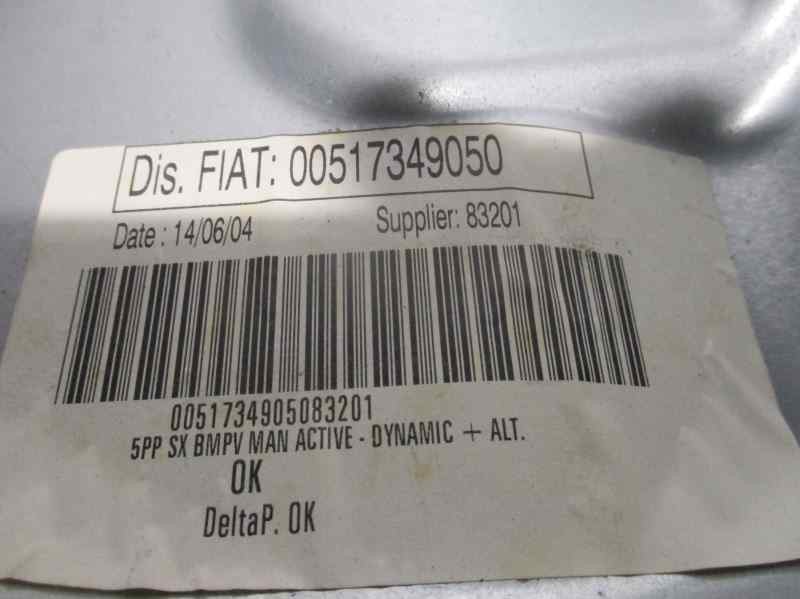 Dis. FIAT: 00517349050
Date : 14/06/04 Supplier: 83201
0051734905083201
5PP SX BMPV MAN ACTIVE - DYNAMIC + ALT.
OK
DeltaP. OK